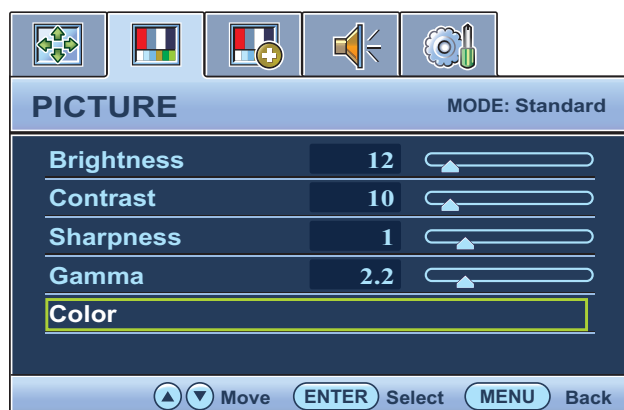 PICTURE MODE: Standard
Brightness 12
Contrast 10
Sharpness 1
Gamma 2.2
Color
Move ENTER Select MENU Back